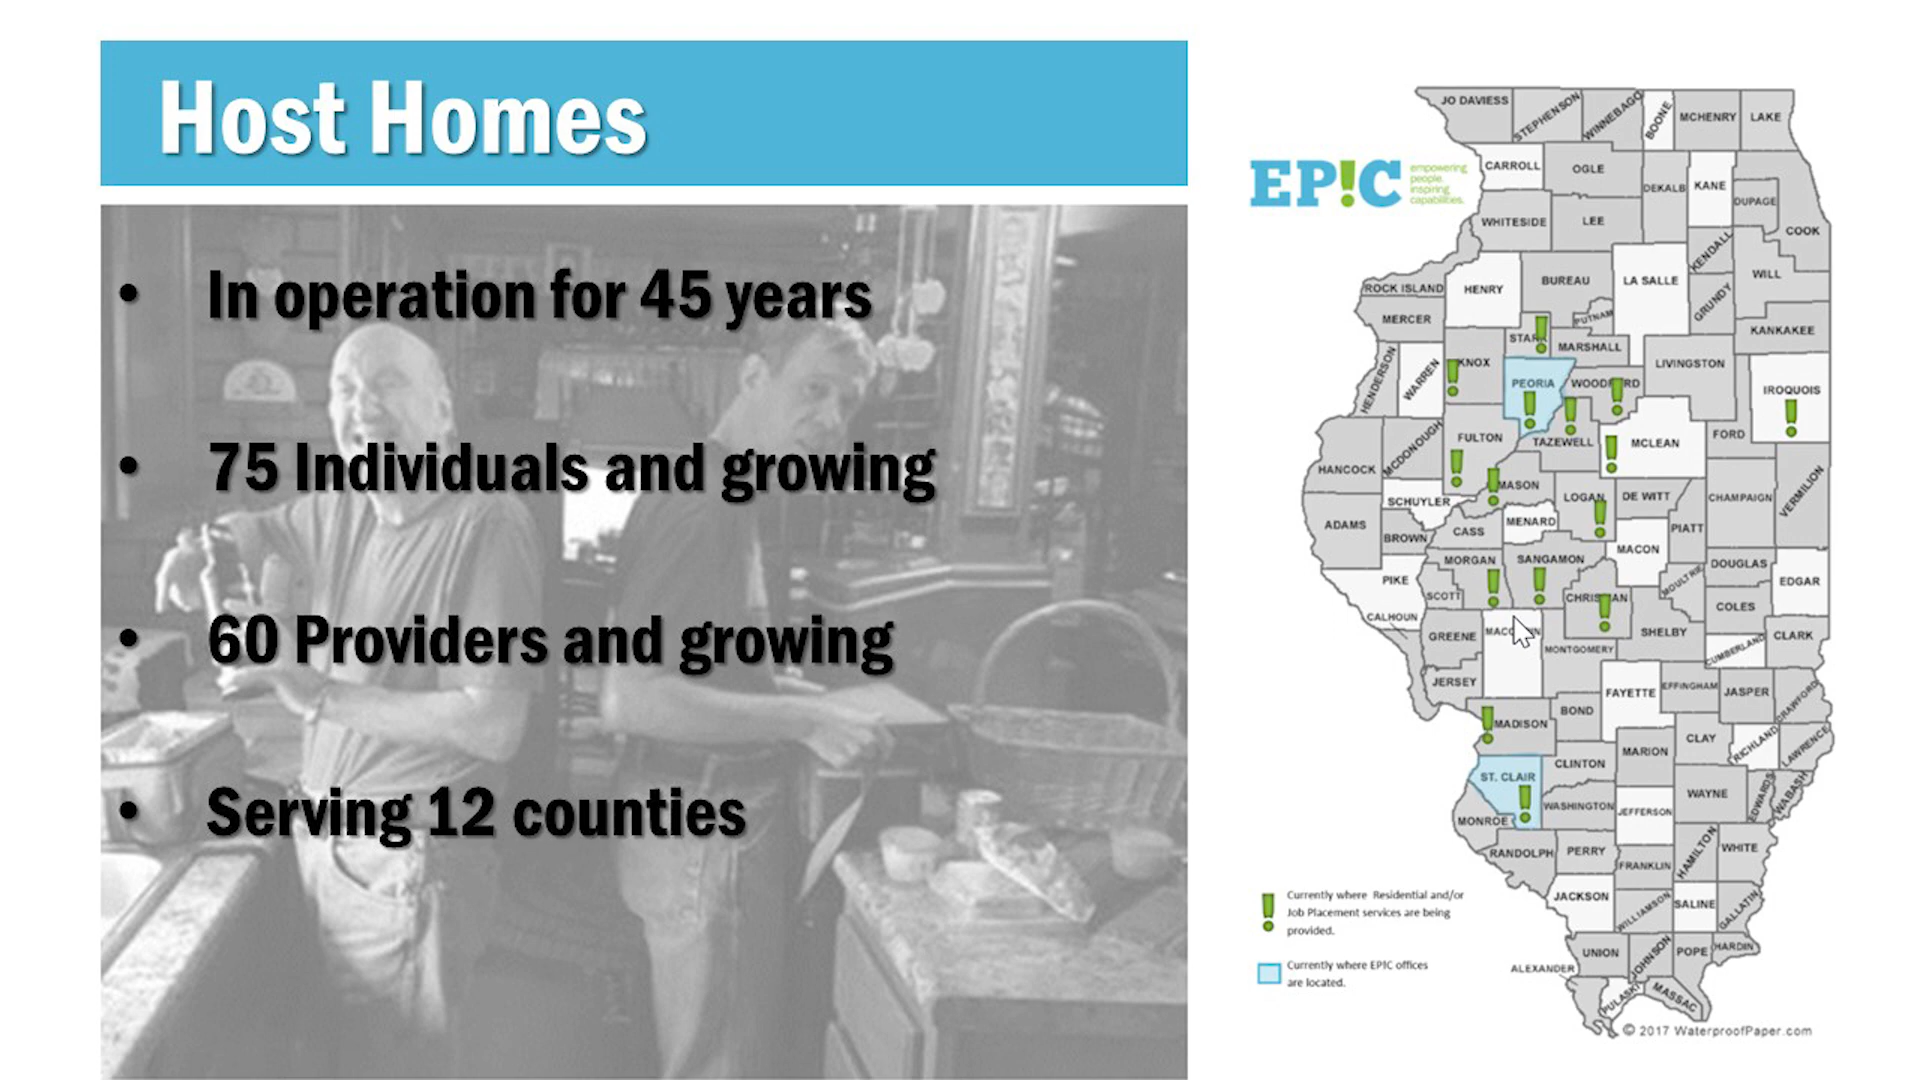 Host Homes
• In operation for 45 years
• 75 Individuals and growing
• 60 Providers and growing
• Serving 12 counties
EP!C
empowering
people.
inspiring
capabilities.
JO DAVIESS
STEPHENSON
WINNEBAGO
BOONE
MCHENRY
LAKE
CARROLL
OGLE
DEKALB
KANE
DUPAGE
COOK
WHITESIDE
LEE
KENDALL
WILL
ROCK ISLAND
HENRY
BUREAU
LA SALLE
GRUNDY
MERCER
PUTNAM
KANKAKEE
STARK
MARSHALL
LIVINGSTON
HENDERSON
WARREN
KNOX
PEORIA
WOODFORD
IROQUOIS
FULTON
TAZEWELL
MCLEAN
FORD
HANCOCK
MCDONOUGH
MASON
LOGAN
DE WITT
CHAMPAIGN
VERMILION
SCHUYLER
ADAMS
BROWN
CASS
MENARD
PIATT
MACON
MORGAN
SANGAMON
DOUGLAS
EDGAR
PIKE
SCOTT
CHRISTIAN
MOULTRIE
COLES
CALHOUN
GREENE
SHELBY
CUMBERLAND
CLARK
MONTGOMERY
JERSEY
FAYETTE
EFFINGHAM
JASPER
CRAWFORD
MADISON
BOND
CLAY
RICHLAND
LAWRENCE
MARION
ST. CLAIR
CLINTON
WAYNE
EDWARDS
WABASH
WASHINGTON
JEFFERSON
MONROE
RANDOLPH
PERRY
FRANKLIN
HAMILTON
WHITE
JACKSON
WILLIAMSON
SALINE
GALLATIN
UNION
JOHNSON
POPE
HARDIN
ALEXANDER
PULASKI
MASSAC
Currently where Residential and/or
Job Placement services are being
provided.
Currently where EP!C offices
are located.
© 2017 WaterproofPaper.com